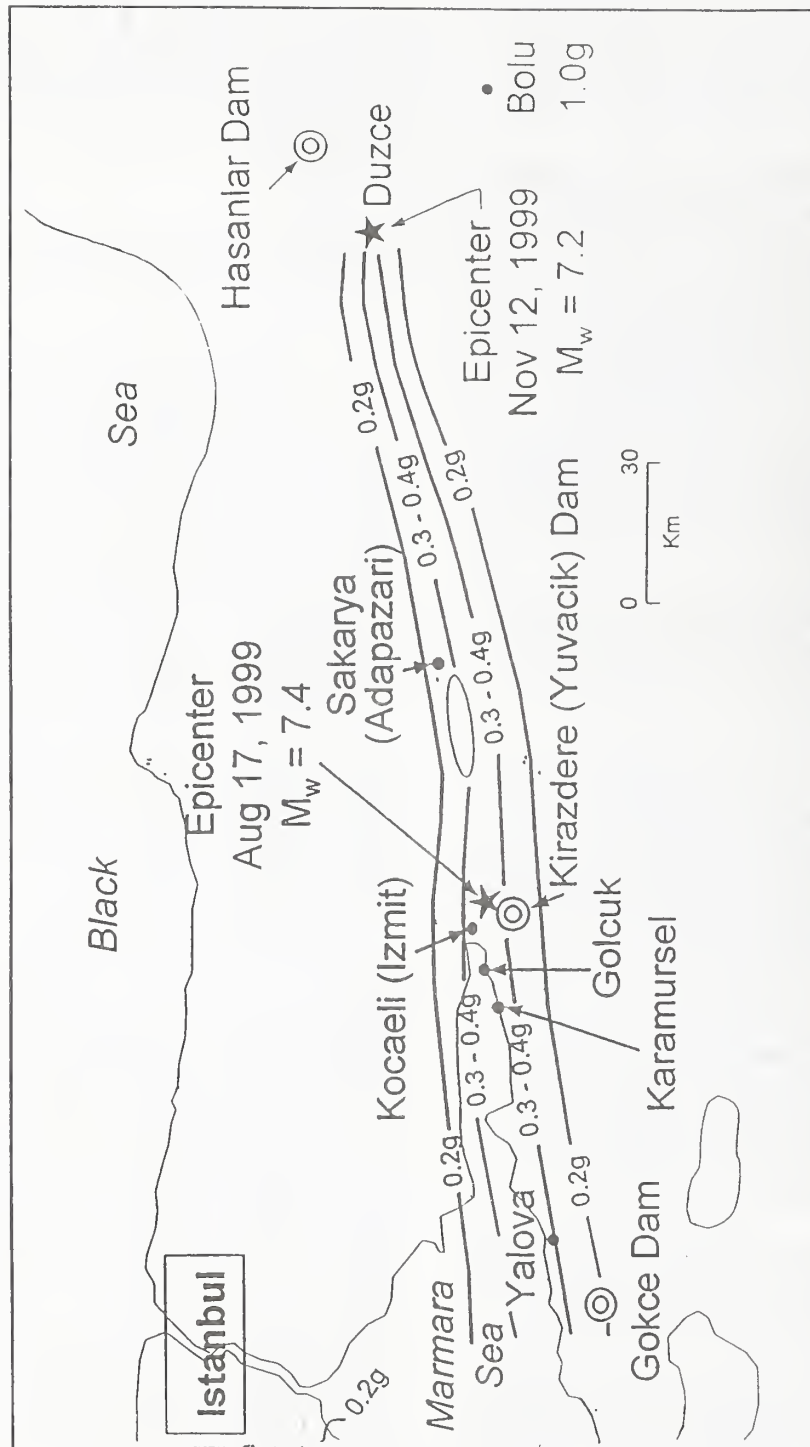 Black
Sea
Istanbul
0.2g
Marmara
Sea
Yalova
Gokce Dam
Karamursel
Golcuk
Kirazdere (Yuvacik) Dam
Kocaeli (Izmit)
Epicenter
Aug 17, 1999
Mw = 7.4
Sakarya
(Adapazari)
Hasanlar Dam
Duzce
Epicenter
Nov 12, 1999
Mw = 7.2
Bolu
1.0g
0.2g
0.3 - 0.4g
0.3 - 0.4g
0.2g
0.2g
0.3 - 0.4g
0.3 - 0.4g
0.2g
0 30
Km